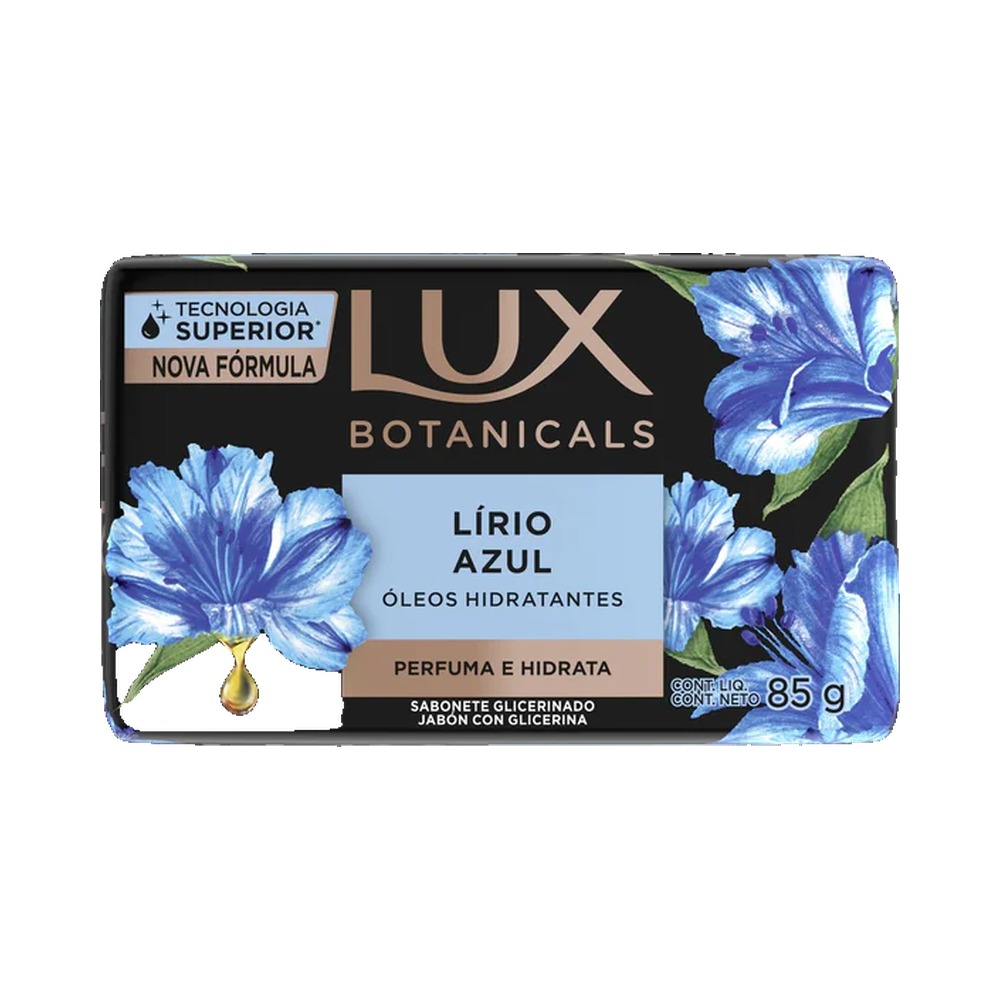 TECNOLOGIA
SUPERIOR*
NOVA FÓRMULA
LUX
BOTANICALS
LÍRIO
AZUL
ÓLEOS HIDRATANTES
PERFUMA E HIDRATA
SABONETE GLICERINADO
JABÓN CON GLICERINA
CONT. LIQ.
CONT. NETO 85 g